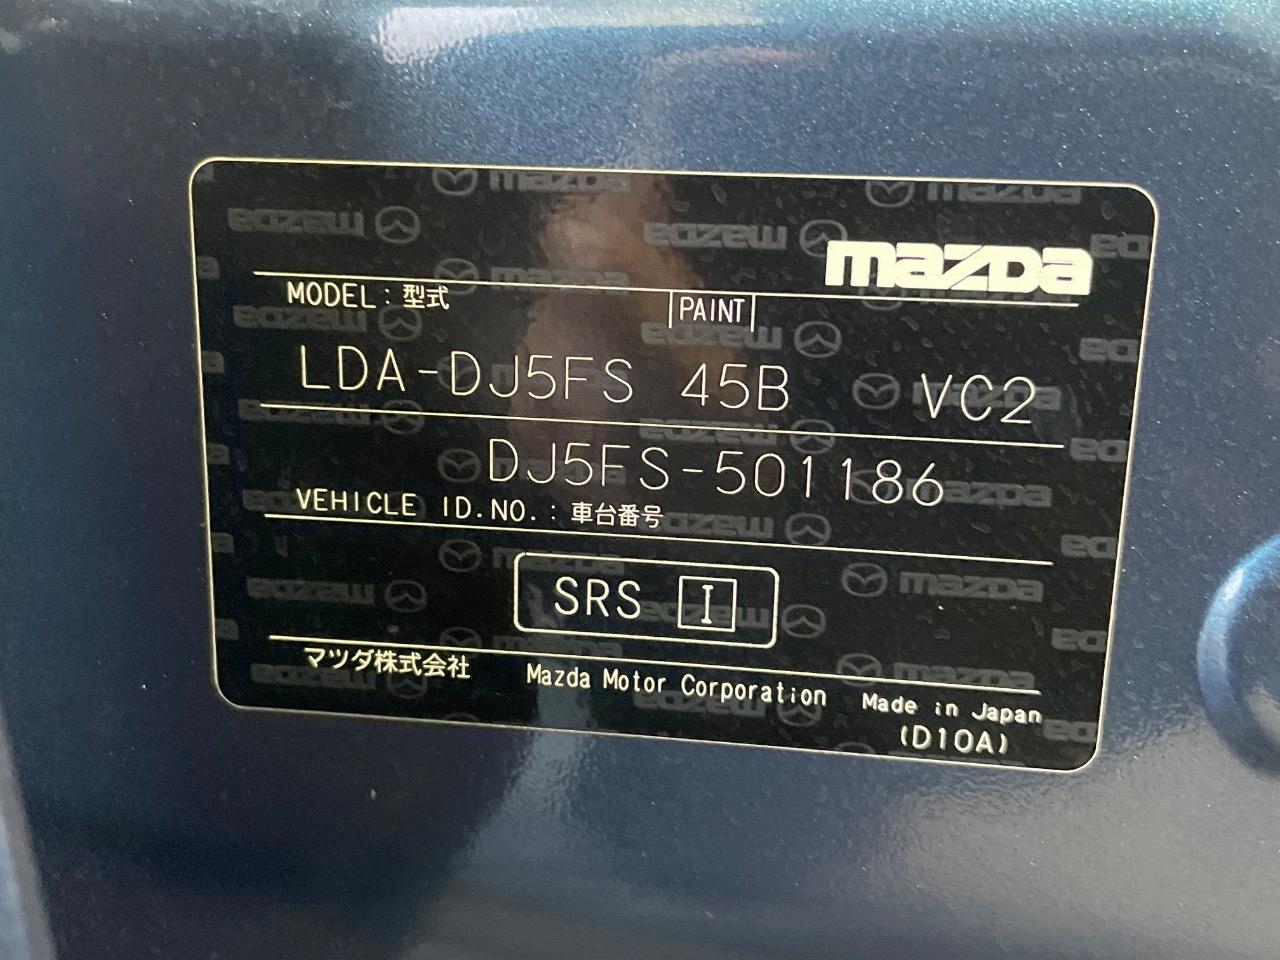 mazda
MODEL : 型式 PAINT
LDA-DJ5FS 45B VC2
DJ5FS-501186
VEHICLE ID.NO. : 車台番号
SRS I
マツダ株式会社 Mazda Motor Corporation Made in Japan
(D10A)